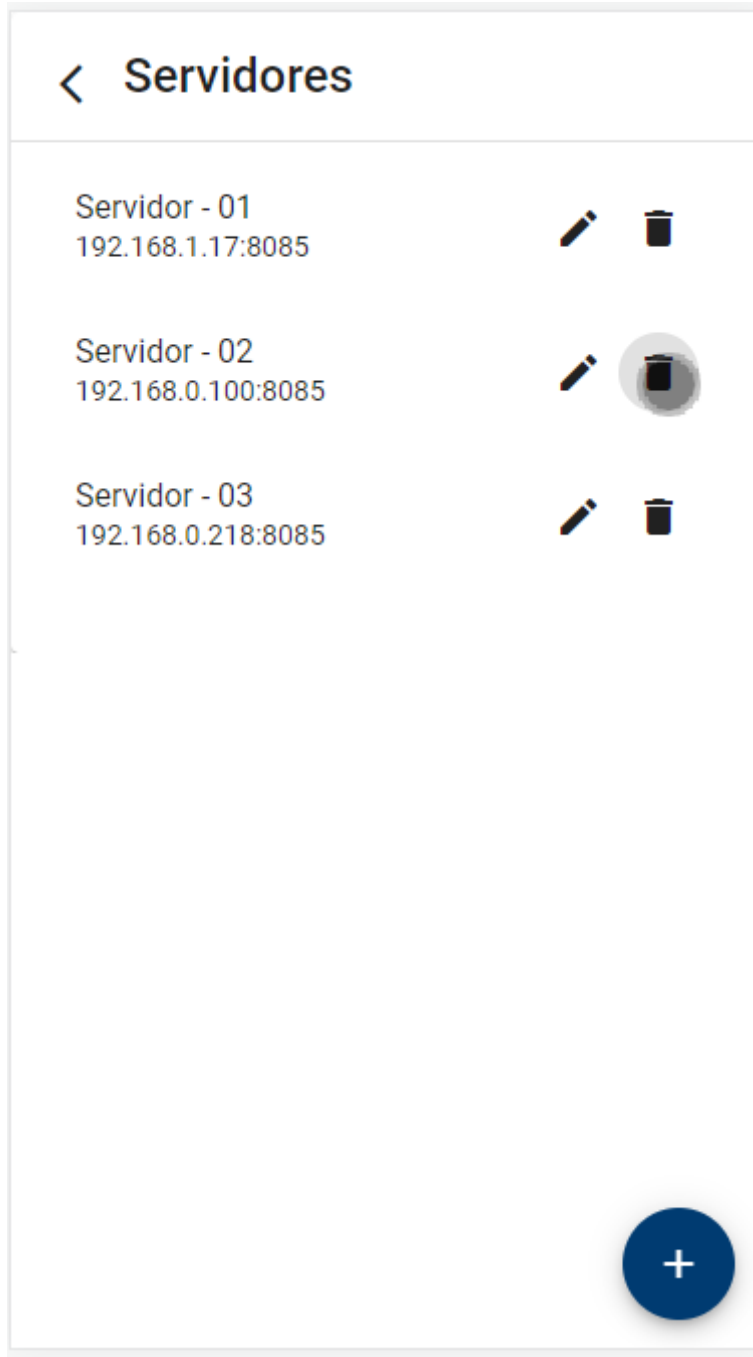 Servidores
Servidor - 01
192.168.1.17:8085
Servidor - 02
192.168.0.100:8085
Servidor - 03
192.168.0.218:8085
+